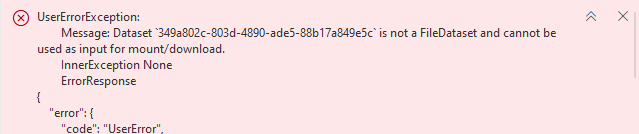 UserErrorException:
Message: Dataset `349a802c-803d-4890-ade5-88b17a849e5c` is not a FileDataset and cannot be
used as input for mount/download.
InnerException None
ErrorResponse
{
"error": {
"code": "UserError",